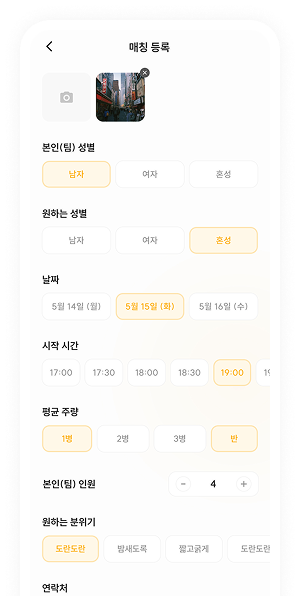 매칭 등록
본인(팀) 성별
남자 여자 혼성
원하는 성별
남자 여자 혼성
날짜
5월 14일 (월) 5월 15일 (화) 5월 16일 (수)
시작 시간
17:00 17:30 18:00 18:30 19:00
평균 주량
1병 2병 3병 반
본인(팀) 인원 - 4 +
원하는 분위기
도란도란 밤새도록 짧고굵게 도란도란
연락처